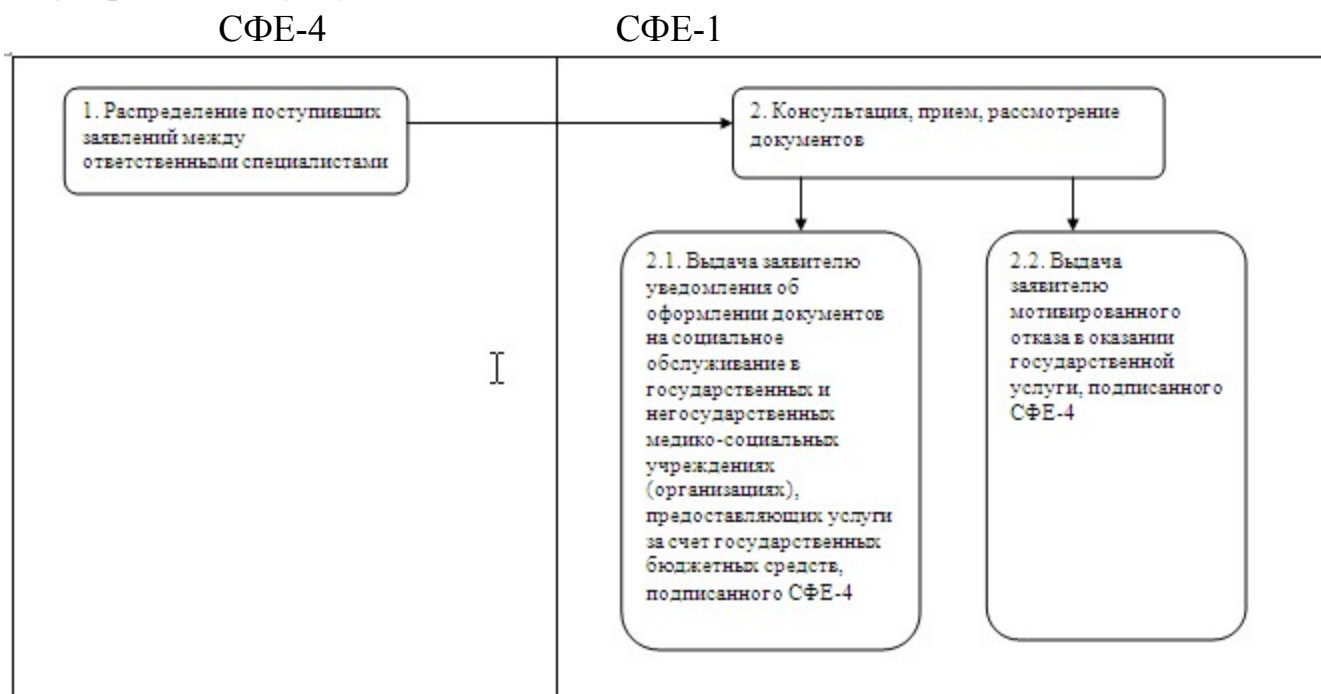 СФЕ-4
СФЕ-1
1. Распределение поступивших
заявлений между
ответственными специалистами
2. Консультация, прием, рассмотрение
документов
2.1. Выдача заявителю
уведомления об
оформлении документов
на социальное
обслуживание в
государственных и
негосударственных
медико-социальных
учреждениях
(организациях),
предоставляющих услуги
за счет государственных
бюджетных средств,
подписанного СФЕ-4
2.2. Выдача
заявителю
мотивированного
отказа в оказании
государственной
услуги, подписанного
СФЕ-4